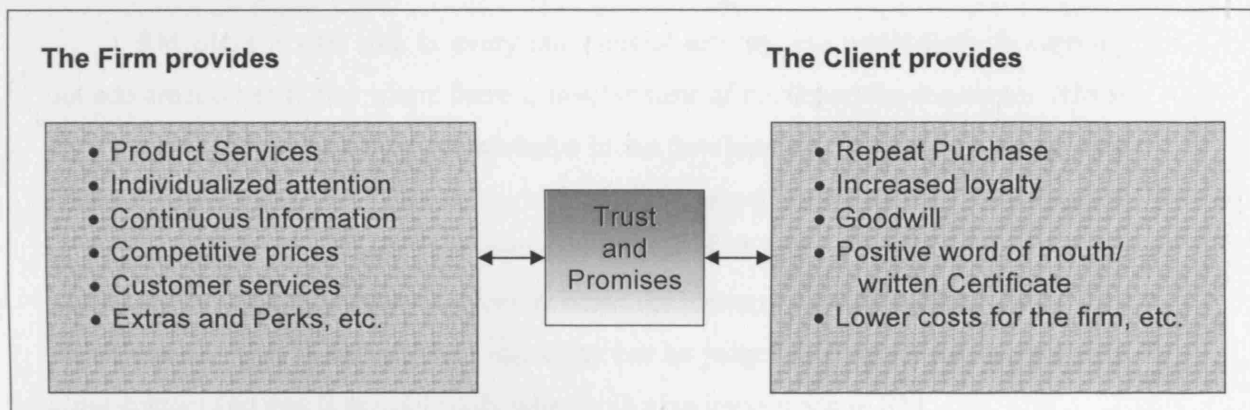 The Firm provides
• Product Services
• Individualized attention
• Continuous Information
• Competitive prices
• Customer services
• Extras and Perks, etc.
Trust
and
Promises
The Client provides
• Repeat Purchase
• Increased loyalty
• Goodwill
• Positive word of mouth/
written Certificate
• Lower costs for the firm, etc.